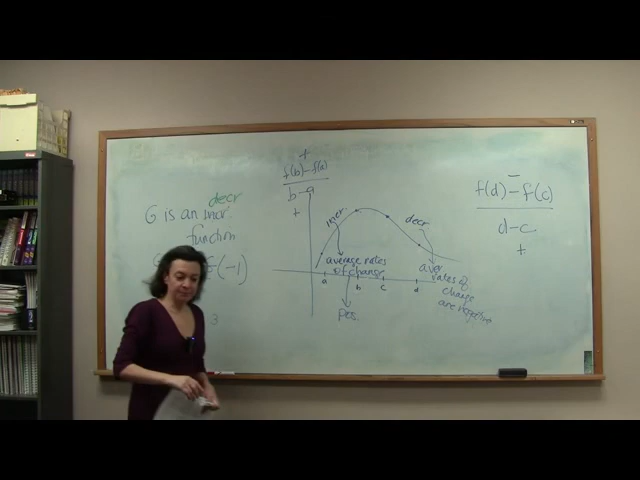 decr
G is an incr.
function
(-1)
3
+
f(b)-f(a)
b-a
+
incr.
decr
average rates
of change
pos.
a b c d
aver
rates of
change
are negative
−
f(d)-f(c)
d-c
+